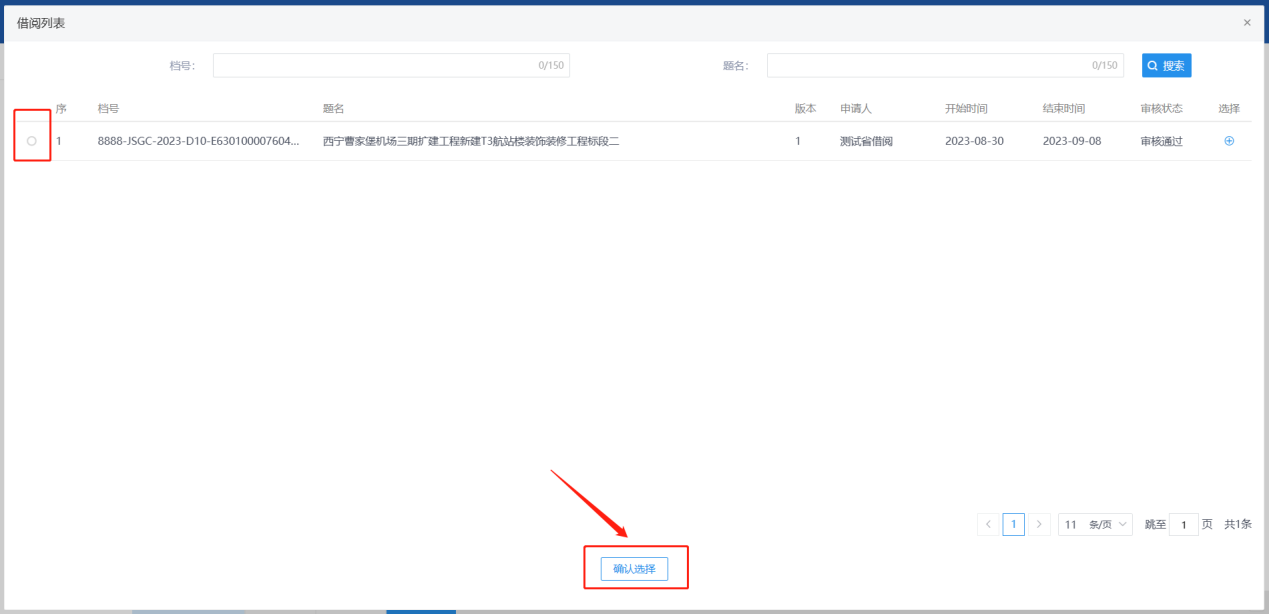 借阅列表 ×
档号: 0/150 题名: 0/150 搜索
序 档号 题名 版本 申请人 开始时间 结束时间 审核状态 选择
1 8888-JSGC-2023-D10-E630100007604... 西宁曹家堡机场三期扩建工程新建T3航站楼装饰装修工程标段二 1 测试省借阅 2023-08-30 2023-09-08 审核通过
1 11 条/页 跳至 1 页 共1条
确认选择